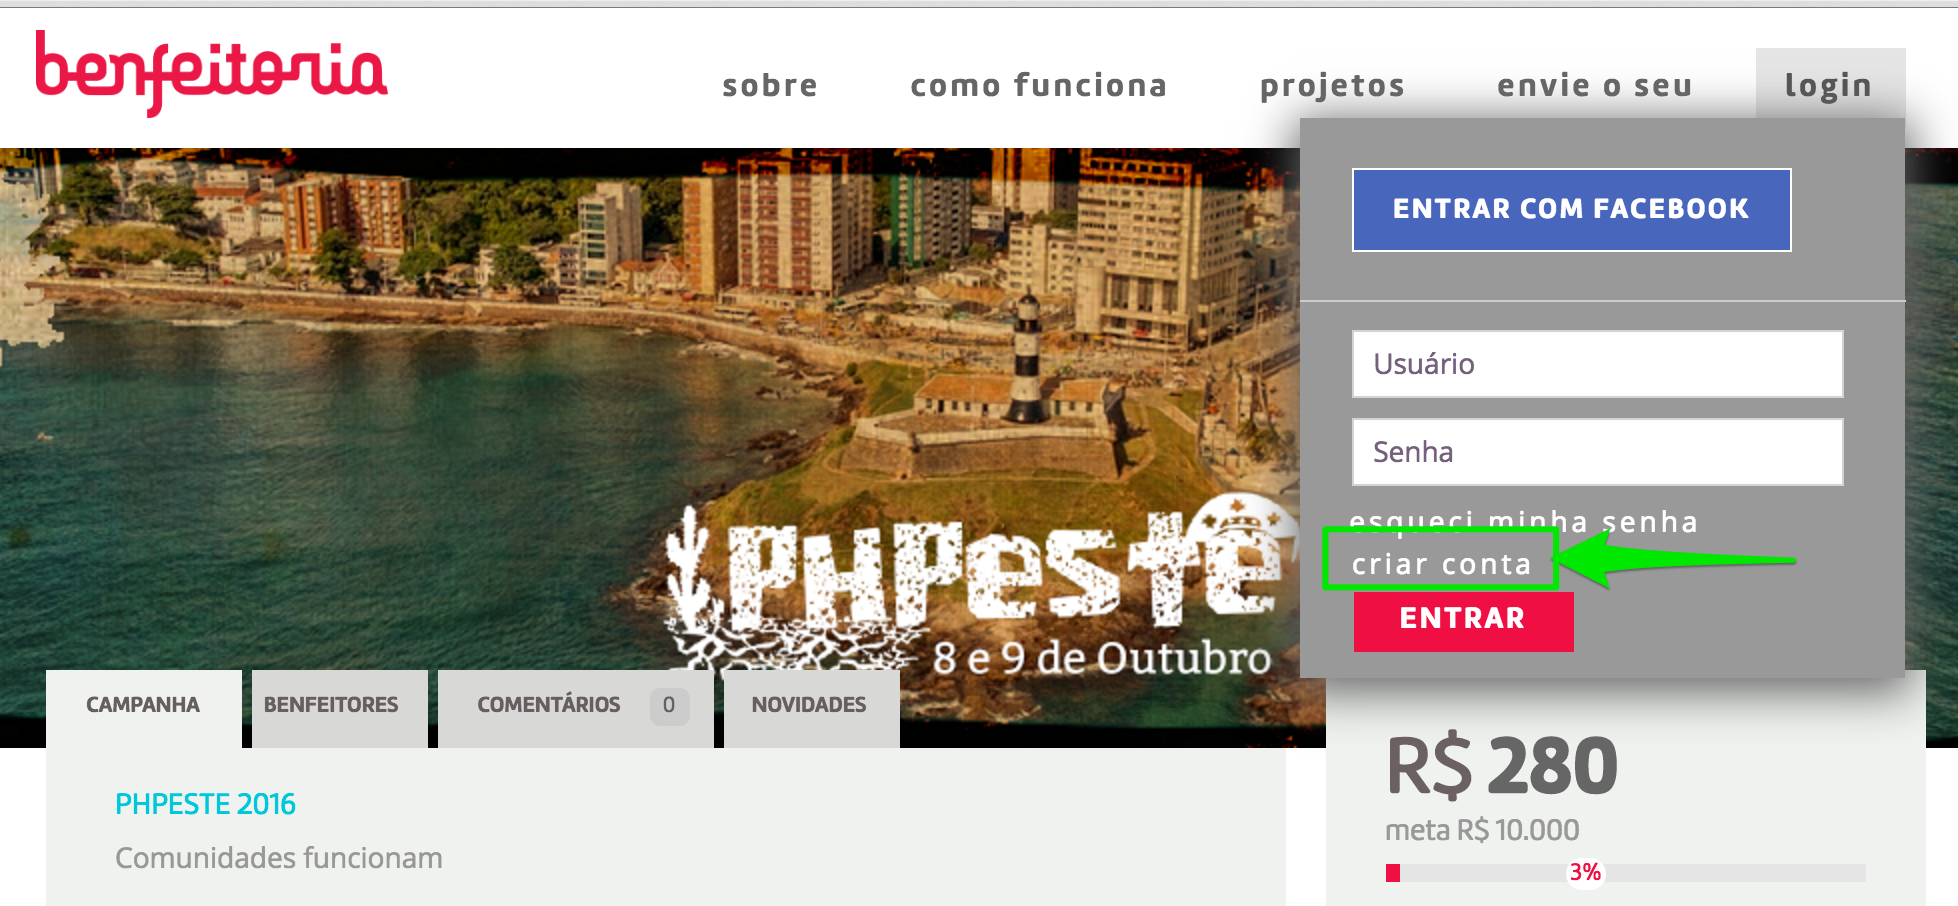 benfeitoria
sobre como funciona projetos envie o seu login
ENTRAR COM FACEBOOK
Usuário
Senha
esqueci minha senha
criar conta
ENTRAR
PHPeste
8 e 9 de Outubro
CAMPANHA BENFEITORES COMENTÁRIOS 0 NOVIDADES
PHPESTE 2016
Comunidades funcionam
R$ 280
meta R$ 10.000
3%